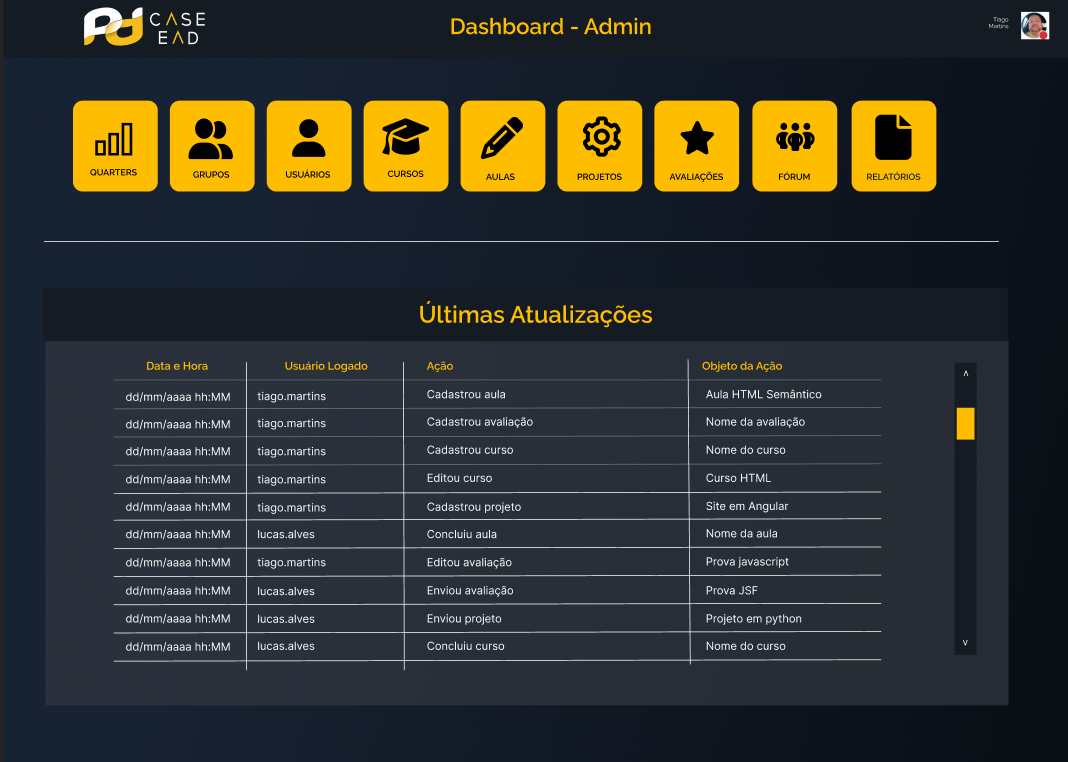 Pd CASE
EAD
Dashboard - Admin
Tiago
Martins
QUARTERS
GRUPOS
USUÁRIOS
CURSOS
AULAS
PROJETOS
AVALIAÇÕES
FÓRUM
RELATÓRIOS
Últimas Atualizações
Data e Hora Usuário Logado Ação Objeto da Ação
dd/mm/aaaa hh:MM tiago.martins Cadastrou aula Aula HTML Semântico
dd/mm/aaaa hh:MM tiago.martins Cadastrou avaliação Nome da avaliação
dd/mm/aaaa hh:MM tiago.martins Cadastrou curso Nome do curso
dd/mm/aaaa hh:MM tiago.martins Editou curso Curso HTML
dd/mm/aaaa hh:MM tiago.martins Cadastrou projeto Site em Angular
dd/mm/aaaa hh:MM lucas.alves Concluiu aula Nome da aula
dd/mm/aaaa hh:MM tiago.martins Editou avaliação Prova javascript
dd/mm/aaaa hh:MM lucas.alves Enviou avaliação Prova JSF
dd/mm/aaaa hh:MM lucas.alves Enviou projeto Projeto em python
dd/mm/aaaa hh:MM lucas.alves Concluiu curso Nome do curso